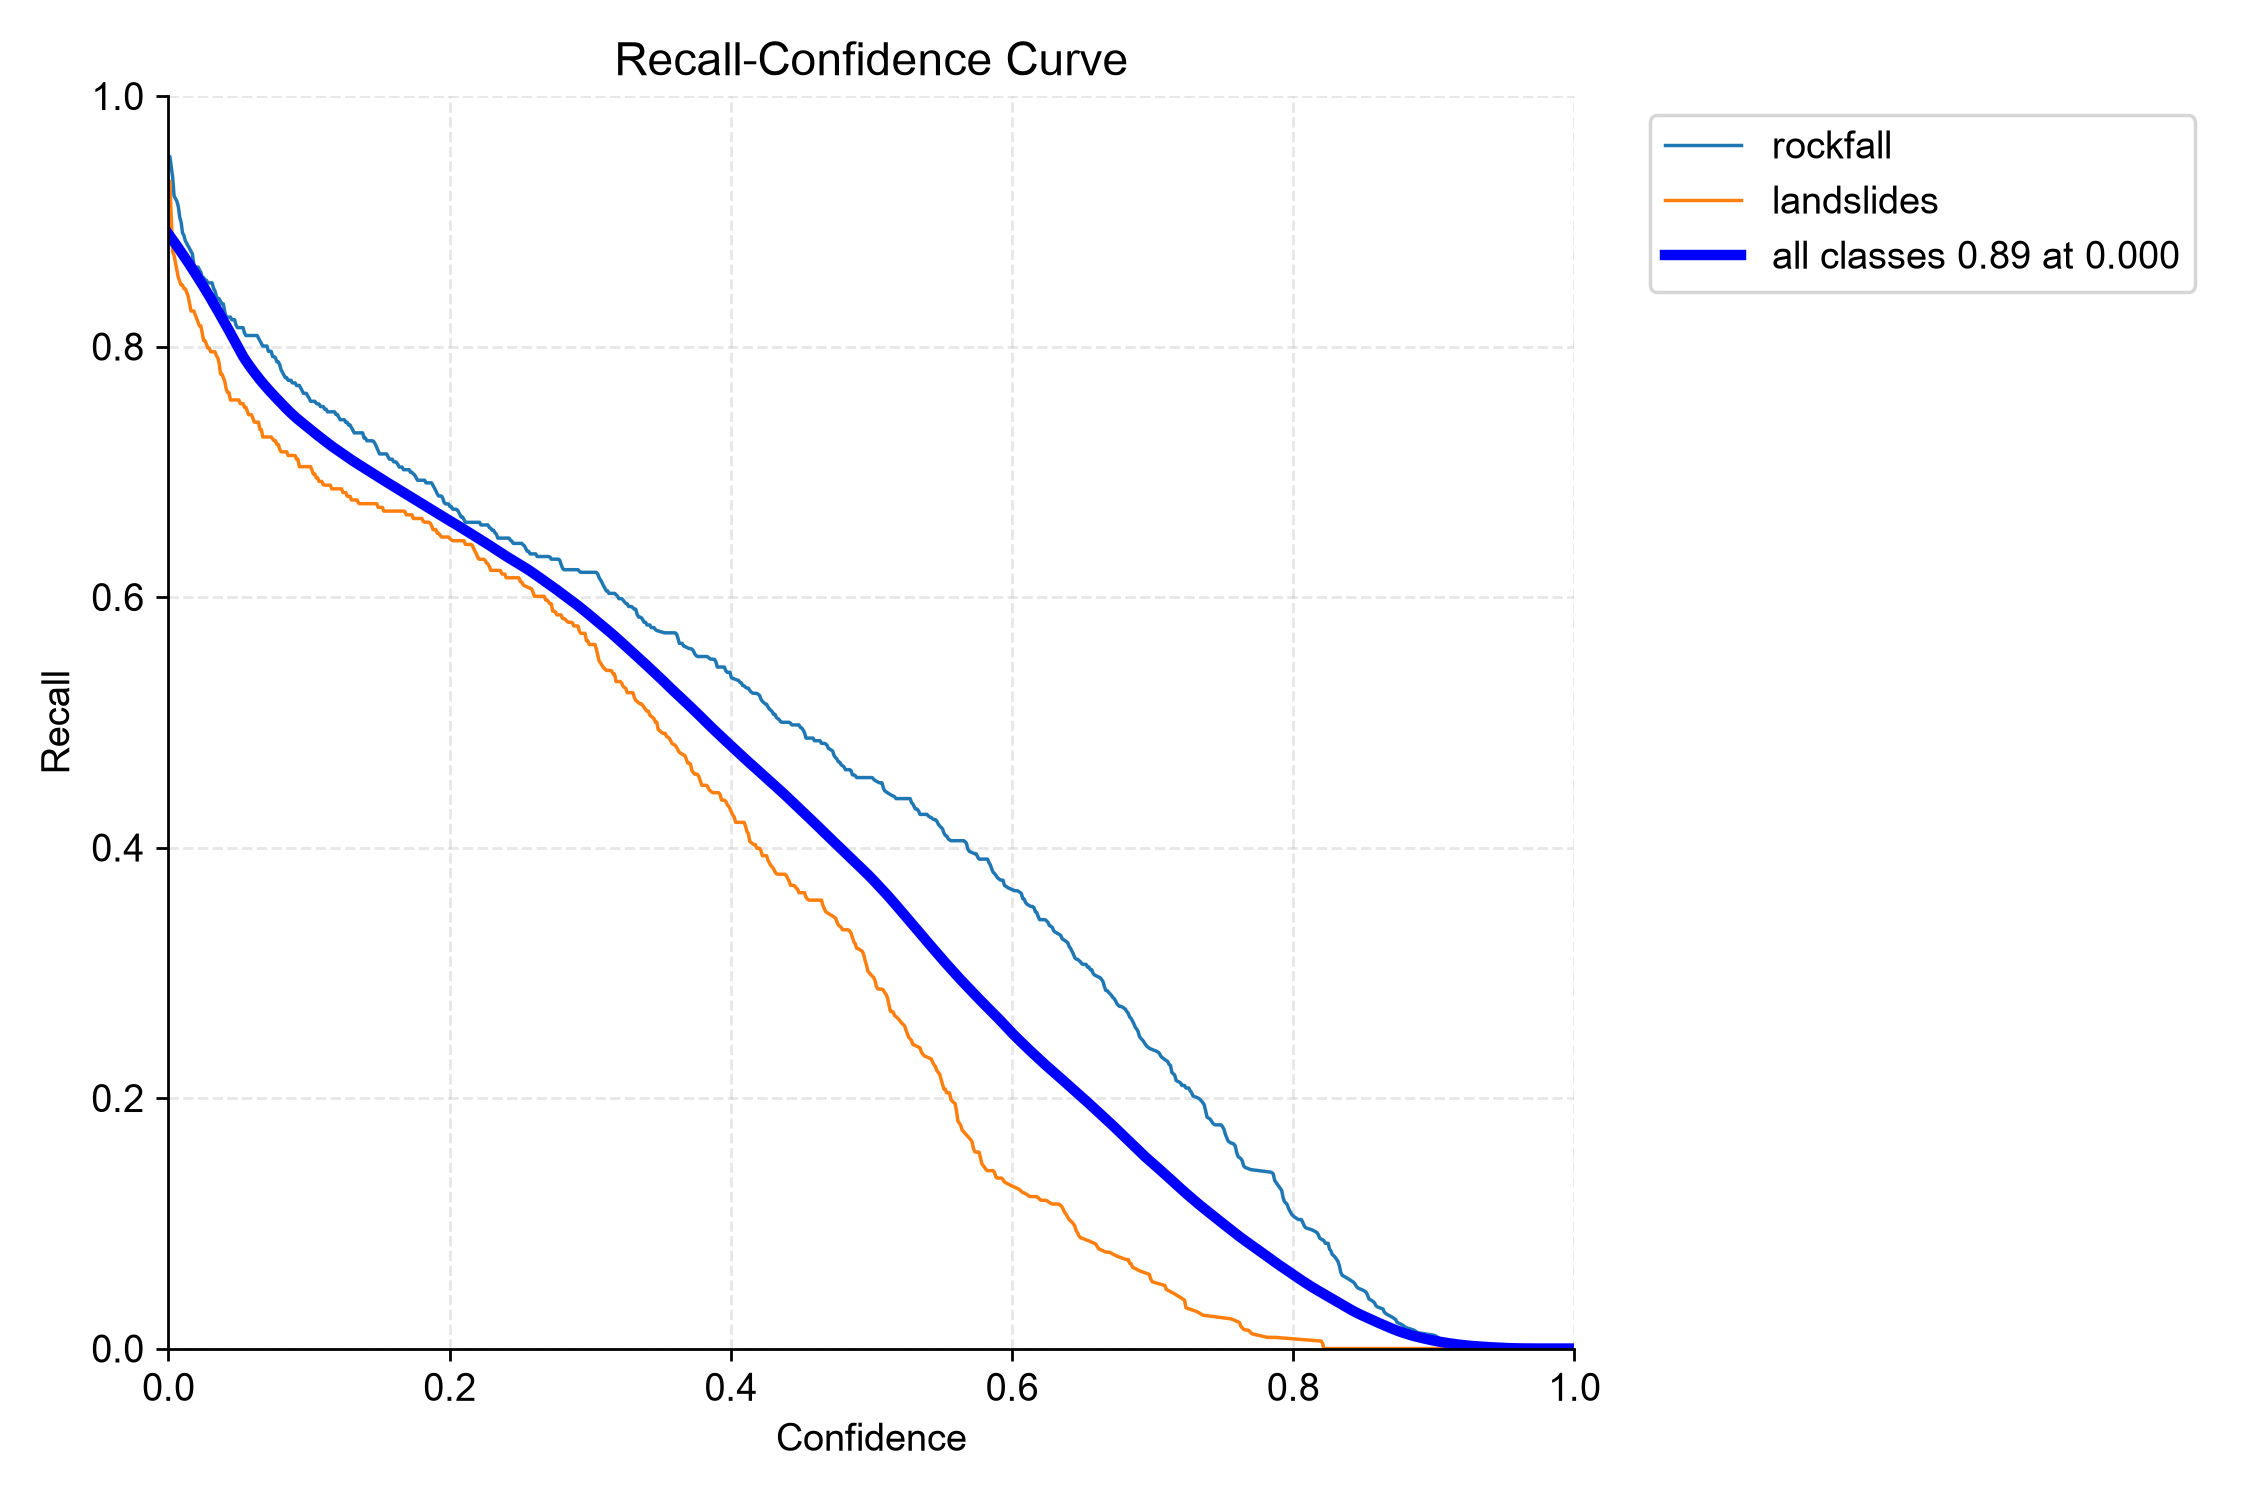 Recall-Confidence Curve
1.0
0.8
0.6
0.4
0.2
0.0
Recall
0.0 0.2 0.4 0.6 0.8 1.0
Confidence
rockfall
landslides
all classes 0.89 at 0.000